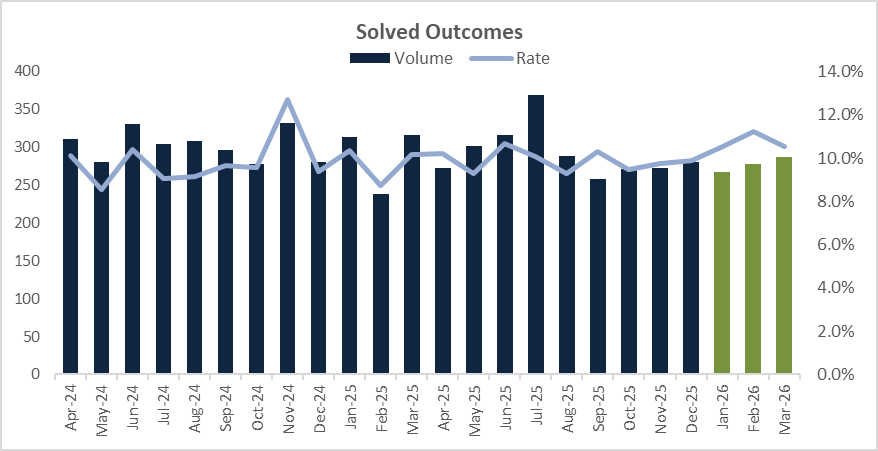 Solved Outcomes
Volume Rate
400
350
300
250
200
150
100
50
0
14.0%
12.0%
10.0%
8.0%
6.0%
4.0%
2.0%
0.0%
Apr-24
May-24
Jun-24
Jul-24
Aug-24
Sep-24
Oct-24
Nov-24
Dec-24
Jan-25
Feb-25
Mar-25
Apr-25
May-25
Jun-25
Jul-25
Aug-25
Sep-25
Oct-25
Nov-25
Dec-25
Jan-26
Feb-26
Mar-26